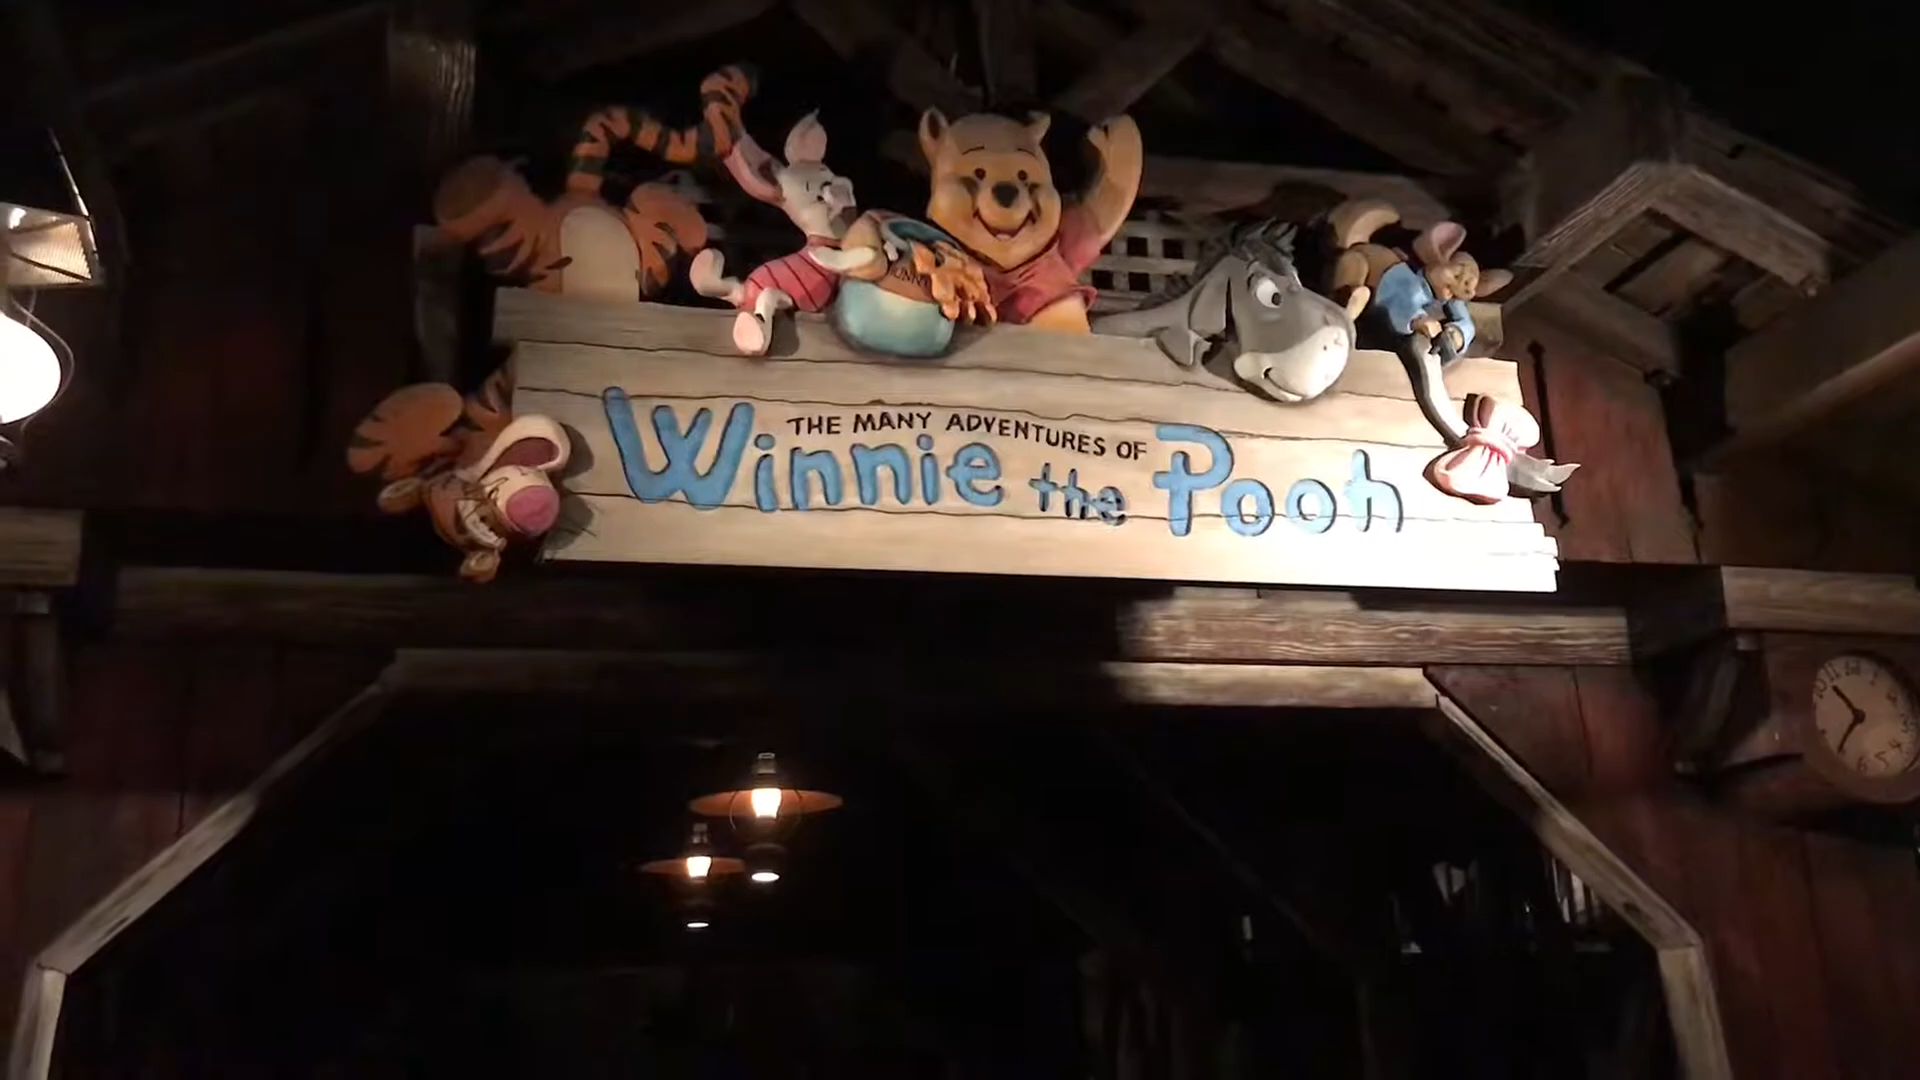 THE MANY ADVENTURES OF
Winnie the Pooh